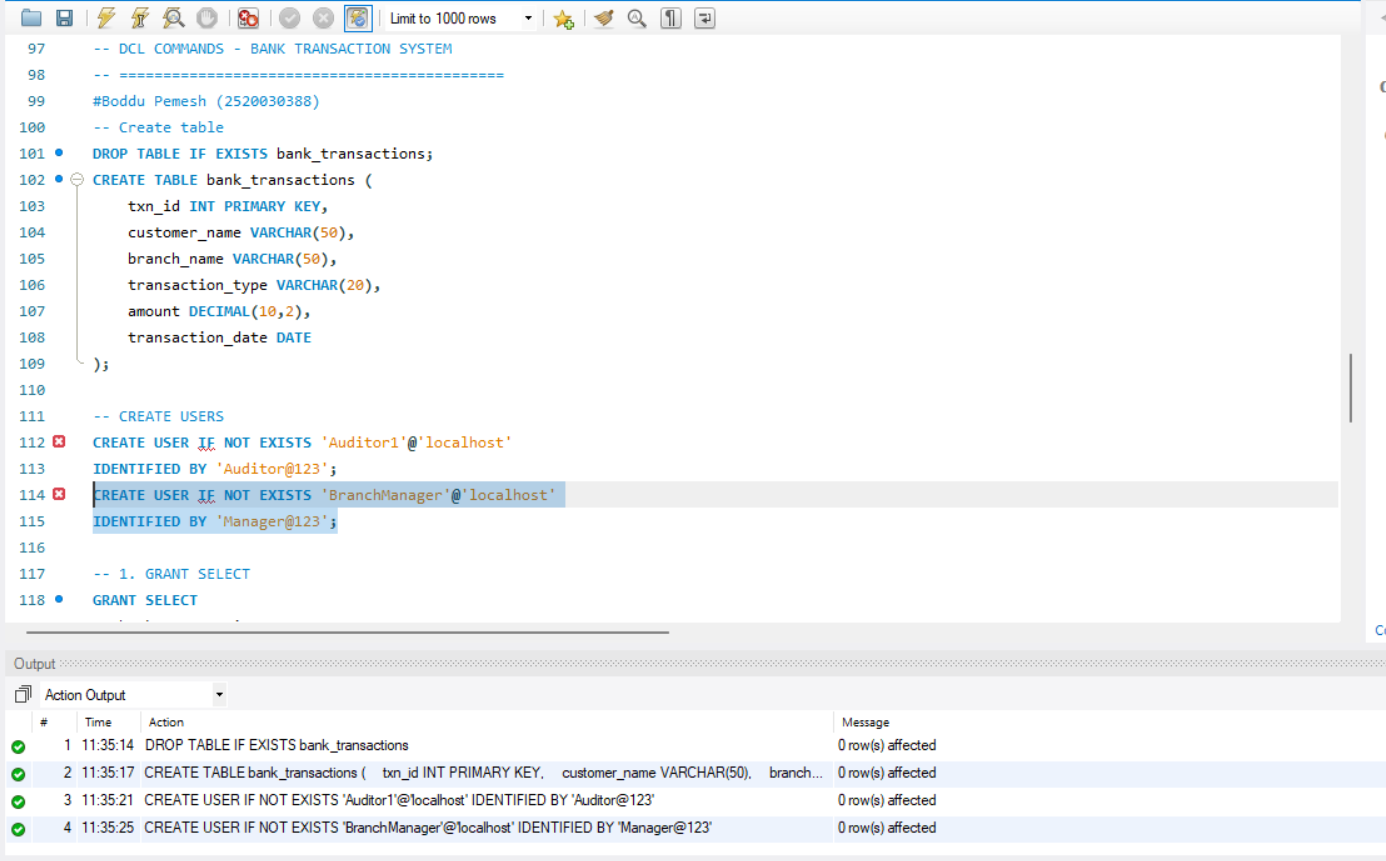 Limit to 1000 rows
97 -- DCL COMMANDS - BANK TRANSACTION SYSTEM
98 -- ============================================
99 #Boddu Pemesh (2520030388)
100 -- Create table
101 DROP TABLE IF EXISTS bank_transactions;
102 CREATE TABLE bank_transactions (
103 txn_id INT PRIMARY KEY,
104 customer_name VARCHAR(50),
105 branch_name VARCHAR(50),
106 transaction_type VARCHAR(20),
107 amount DECIMAL(10,2),
108 transaction_date DATE
109 );
110
111 -- CREATE USERS
112 CREATE USER IF NOT EXISTS 'Auditor1'@'localhost'
113 IDENTIFIED BY 'Auditor@123';
114 CREATE USER IF NOT EXISTS 'BranchManager'@'localhost'
115 IDENTIFIED BY 'Manager@123';
116
117 -- 1. GRANT SELECT
118 GRANT SELECT
Output
Action Output
# Time Action Message
1 11:35:14 DROP TABLE IF EXISTS bank_transactions 0 row(s) affected
2 11:35:17 CREATE TABLE bank_transactions ( txn_id INT PRIMARY KEY, customer_name VARCHAR(50), branch... 0 row(s) affected
3 11:35:21 CREATE USER IF NOT EXISTS 'Auditor1'@'localhost' IDENTIFIED BY 'Auditor@123' 0 row(s) affected
4 11:35:25 CREATE USER IF NOT EXISTS 'BranchManager'@'localhost' IDENTIFIED BY 'Manager@123' 0 row(s) affected